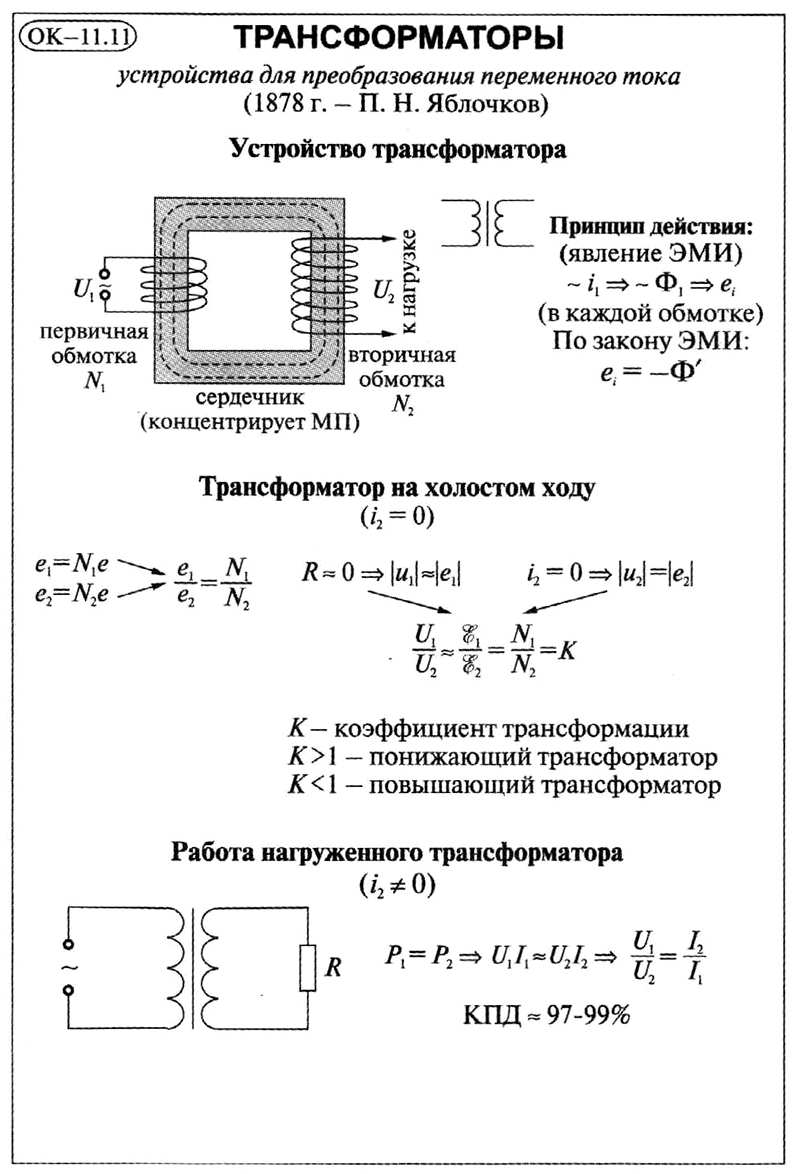 ОК–11.11
ТРАНСФОРМАТОРЫ
устройства для преобразования переменного тока
(1878 г. – П. Н. Яблочков)
Устройство трансформатора
U₁ ~
первичная
обмотка
N₁
U₂
к нагрузке
вторичная
обмотка
N₂
сердечник
(концентрирует МП)
Принцип действия:
(явление ЭМИ)
~ i₁ ⇒ ~ Ф₁ ⇒ eᵢ
(в каждой обмотке)
По закону ЭМИ:
eᵢ = –Ф′
Трансформатор на холостом ходу
(i₂ = 0)
e₁=N₁e
e₂=N₂e
e₁/e₂ = N₁/N₂
R ≈ 0 ⇒ |u₁|≈|e₁|
i₂ = 0 ⇒ |u₂|=|e₂|
U₁/U₂ ≈ ℰ₁/ℰ₂ = N₁/N₂ = K
K – коэффициент трансформации
K>1 – понижающий трансформатор
K<1 – повышающий трансформатор
Работа нагруженного трансформатора
(i₂ ≠ 0)
~
R
P₁ = P₂ ⇒ U₁I₁≈U₂I₂ ⇒ U₁/U₂ = I₂/I₁
КПД ≈ 97-99%